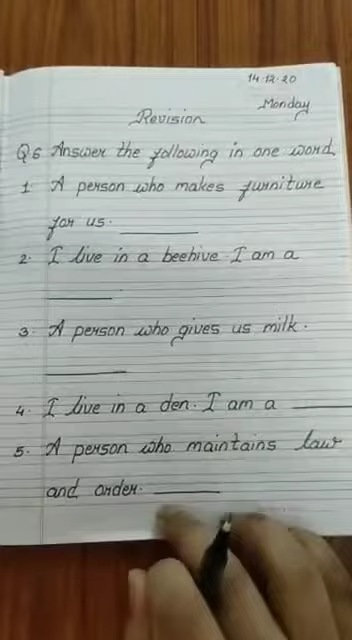 14.12.20
Monday
Revision
Q6 Answer the following in one word
1. A person who makes furniture
for us. ________
2. I live in a beehive. I am a
________.
3. A person who gives us milk.
________
4. I live in a den. I am a ________
5. A person who maintains law
and order. ________